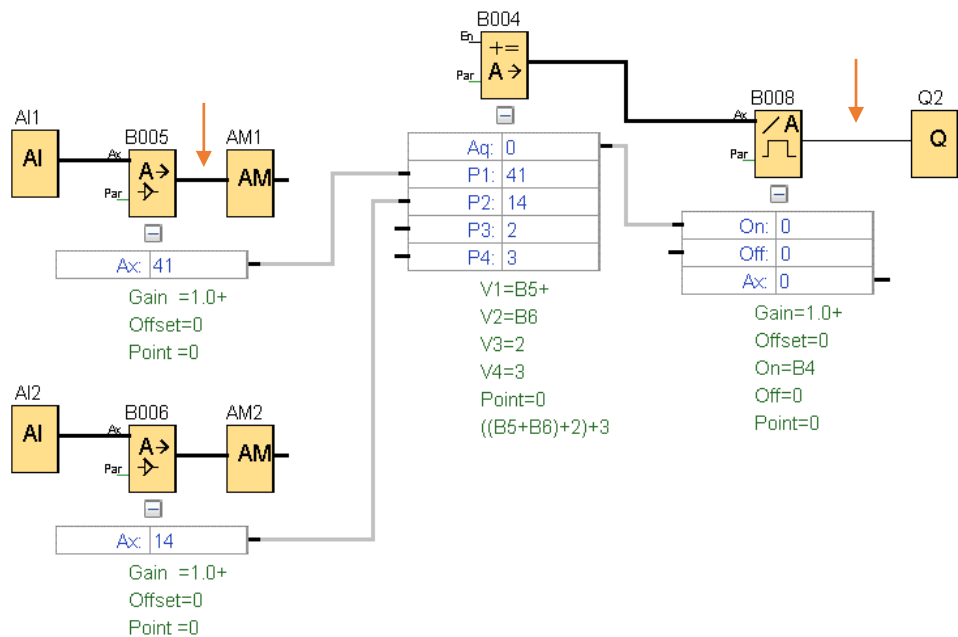 AI1
AI
B005
Ax
Par
A→
AM1
AM
Ax: 41
Gain =1.0+
Offset=0
Point =0
AI2
AI
B006
Ax
Par
A→
AM2
AM
Ax: 14
Gain =1.0+
Offset=0
Point =0
B004
En
Par
+=
A→
Aq: 0
P1: 41
P2: 14
P3: 2
P4: 3
V1=B5+
V2=B6
V3=2
V4=3
Point=0
((B5+B6)+2)+3
B008
Ax
Par
/A
On: 0
Off: 0
Ax: 0
Gain=1.0+
Offset=0
On=B4
Off=0
Point=0
Q2
Q